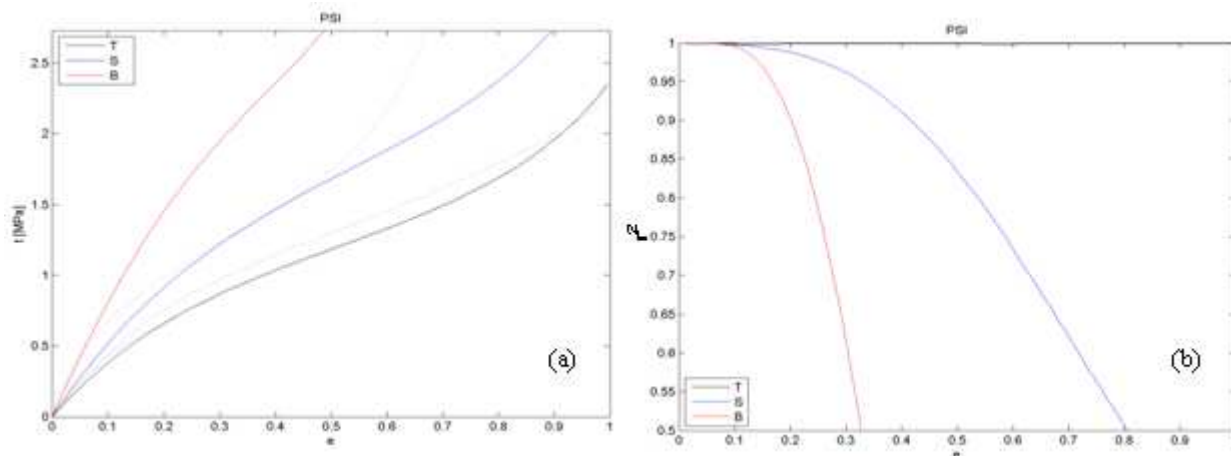 PSI
T
S
B
2.5
2
1.5
1
0.5
0
t [MPa]
0 0.1 0.2 0.3 0.4 0.5 0.6 0.7 0.8 0.9 1
e
(a)
PSI
1
0.95
0.9
0.85
0.8
0.75
0.7
0.65
0.6
0.55
0.5
r²
T
S
B
0 0.1 0.2 0.3 0.4 0.5 0.6 0.7 0.8 0.9
e
(b)